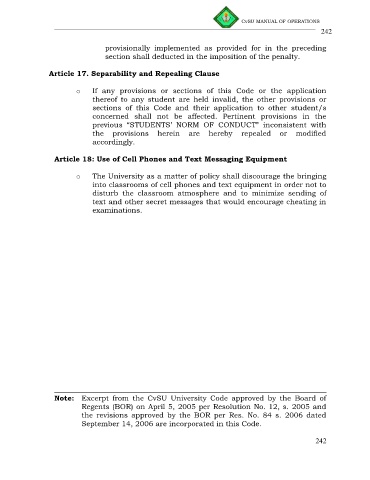 CvSU MANUAL OF OPERATIONS
242
provisionally implemented as provided for in the preceding
section shall deducted in the imposition of the penalty.
Article 17. Separability and Repealing Clause
o If any provisions or sections of this Code or the application
thereof to any student are held invalid, the other provisions or
sections of this Code and their application to other student/s
concerned shall not be affected. Pertinent provisions in the
previous “STUDENTS’ NORM OF CONDUCT” inconsistent with
the provisions herein are hereby repealed or modified
accordingly.
Article 18: Use of Cell Phones and Text Messaging Equipment
o The University as a matter of policy shall discourage the bringing
into classrooms of cell phones and text equipment in order not to
disturb the classroom atmosphere and to minimize sending of
text and other secret messages that would encourage cheating in
examinations.
Note: Excerpt from the CvSU University Code approved by the Board of
Regents (BOR) on April 5, 2005 per Resolution No. 12, s. 2005 and
the revisions approved by the BOR per Res. No. 84 s. 2006 dated
September 14, 2006 are incorporated in this Code.
242